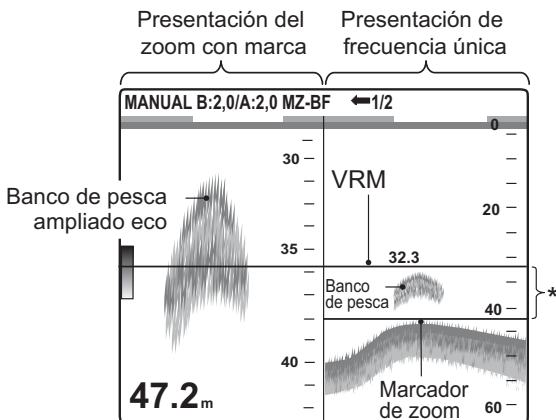 Presentación del
zoom con marca
Presentación de
frecuencia única
MANUAL B:2,0/A:2,0 MZ-BF ⬅1/2
0
30
VRM
20
Banco de pesca
ampliado eco
35
32.3
Banco
de pesca
*
40
40
47.2m
Marcador
de zoom
60